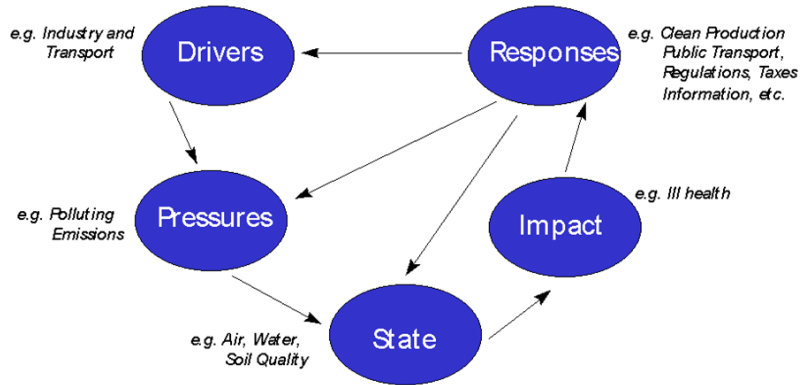 e.g. Industry and
Transport
Drivers
Responses
e.g. Clean Production
Public Transport,
Regulations, Taxes
Information, etc.
e.g. Polluting
Emissions
Pressures
Impact
e.g. Ill health
e.g. Air, Water,
Soil Quality
State